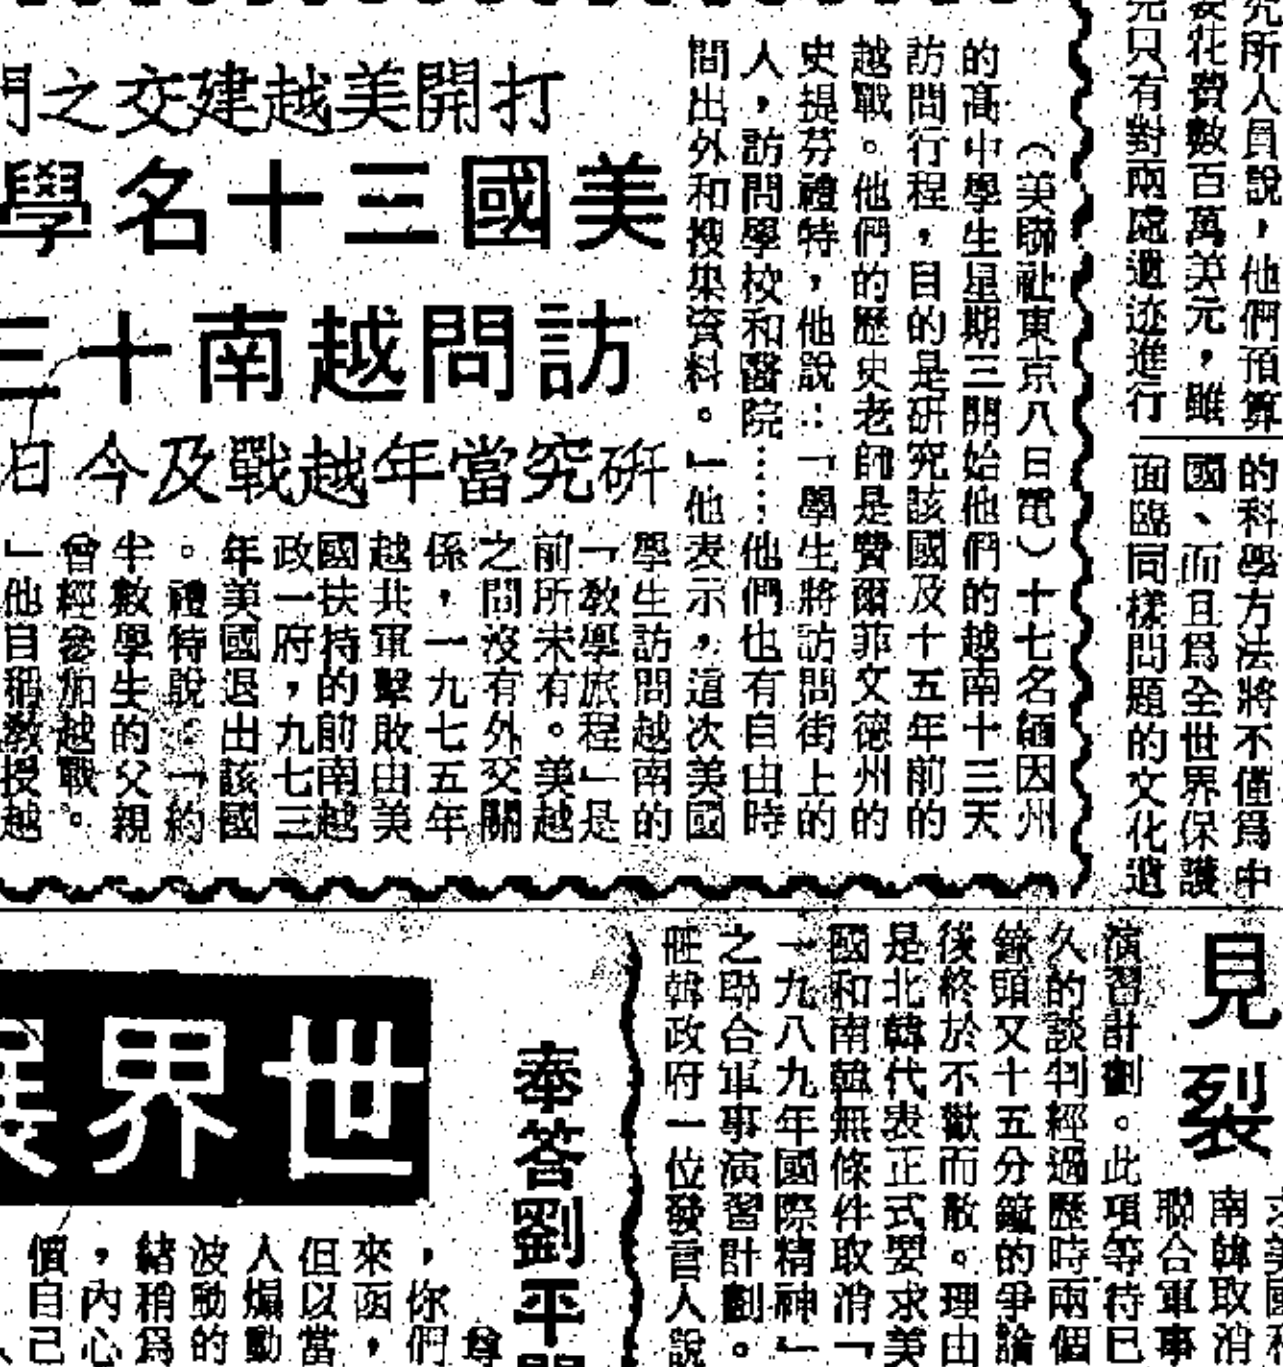 打開美越建交之門
美國三十名學
訪問越南十三
研究當年越戰及今日
（美聯社東京八日電）十七名緬因州
的高中學生星期三開始他們的越南十三天
訪問行程，目的是研究該國及十五年前的
越戰。他們的歷史老師是費爾菲文德州的
史提芬禮特，他說：「學生將訪問街上的
人，訪問學校和醫院……他們也有自由時
間出外和搜集資料。」他表示，這次美國
學生訪問越南的
「教學旅程」是
前所未有。美越
之間沒有外交關
係，一九七五年
越共軍擊敗由美
國扶持的前南越
政一府，九七三
年美國退出該國
。禮特說：「約
半數學生的父親
曾經參加越戰。
」他自稱教授越
究所人員說，他們預算
要花費數百萬美元，雖
只有對兩處遺迹進行
的科學方法將不僅爲中
國、而且爲全世界保護
面臨同樣問題的文化遺
見裂
南韓取消
聯合軍事
演習計劃。此項等待已
久的談判經過歷時兩個
鐘頭又十五分鐘的爭論
後終於不歡而散。理由
是北韓代表正式要求美
國和南韓無條件取消「
一九八九年國際精神」
之聯合軍事演習計劃。
韓政府一位發言人說
奉答劉平
世界
尊
，你們
來函，
但以當
人煽動
波動的
緒稍爲
，內心
價自己